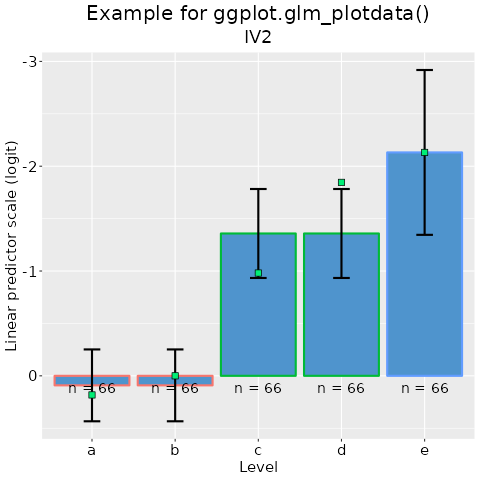 Example for ggplot.glm_plotdata()
IV2
Linear predictor scale (logit)
-3
-2
-1
0
n = 66
n = 66
n = 66
n = 66
n = 66
a
b
c
d
e
Level